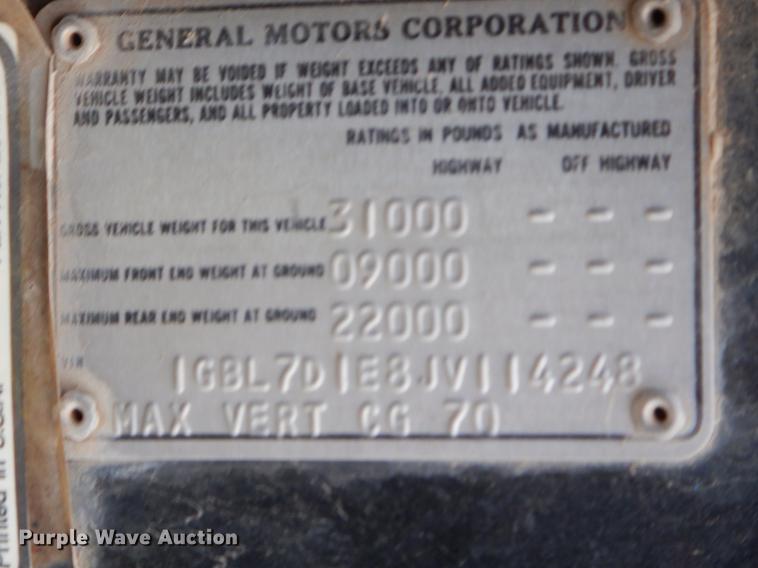 GENERAL MOTORS CORPORATION
WARRANTY MAY BE VOIDED IF WEIGHT EXCEEDS ANY OF RATINGS SHOWN. GROSS
VEHICLE WEIGHT INCLUDES WEIGHT OF BASE VEHICLE, ALL ADDED EQUIPMENT, DRIVER
AND PASSENGERS, AND ALL PROPERTY LOADED INTO OR ONTO VEHICLE.
RATINGS IN POUNDS AS MANUFACTURED
HIGHWAY OFF HIGHWAY
GROSS VEHICLE WEIGHT FOR THIS VEHICLE 31000 - - -
MAXIMUM FRONT END WEIGHT AT GROUND 09000 - - -
MAXIMUM REAR END WEIGHT AT GROUND 22000 - - -
VIN 1GBL7D1E8JV114248
MAX VERT CG 70
Printed in
Purple Wave Auction